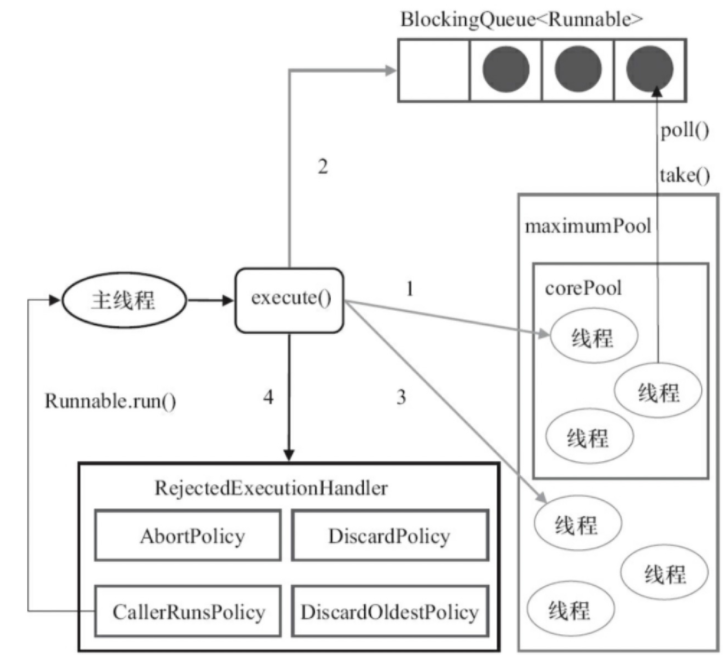 BlockingQueue<Runnable>
poll()
2
take()
maximumPool
corePool
主线程
execute()
1
线程
线程
Runnable.run()
4
3
线程
RejectedExecutionHandler
线程
AbortPolicy
DiscardPolicy
线程
CallerRunsPolicy
DiscardOldestPolicy
线程